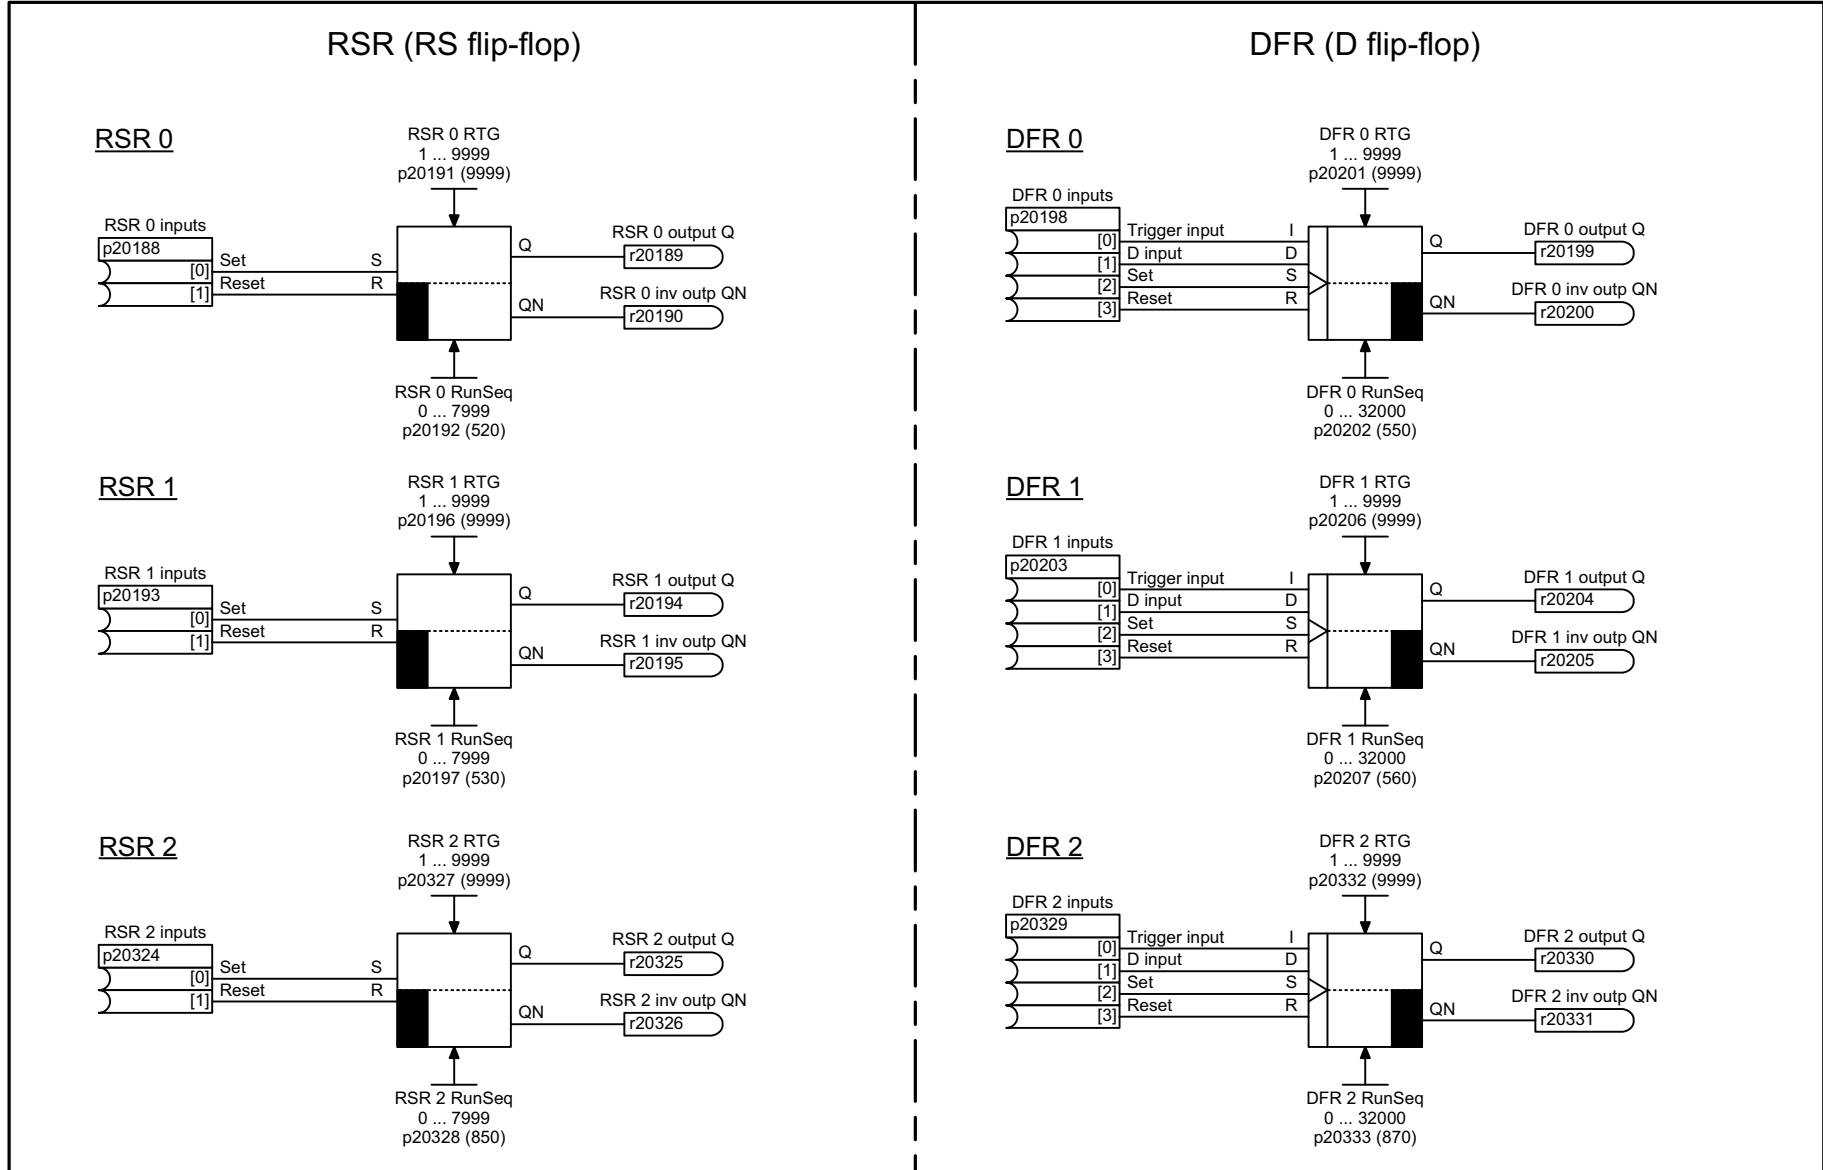 RSR (RS flip-flop)
RSR 0
RSR 0 RTG
1 ... 9999
p20191 (9999)
RSR 0 inputs
p20188
[0] Set S
[1] Reset R
Q
RSR 0 output Q
r20189
QN
RSR 0 inv outp QN
r20190
RSR 0 RunSeq
0 ... 7999
p20192 (520)
RSR 1
RSR 1 RTG
1 ... 9999
p20196 (9999)
RSR 1 inputs
p20193
[0] Set S
[1] Reset R
Q
RSR 1 output Q
r20194
QN
RSR 1 inv outp QN
r20195
RSR 1 RunSeq
0 ... 7999
p20197 (530)
RSR 2
RSR 2 RTG
1 ... 9999
p20327 (9999)
RSR 2 inputs
p20324
[0] Set S
[1] Reset R
Q
RSR 2 output Q
r20325
QN
RSR 2 inv outp QN
r20326
RSR 2 RunSeq
0 ... 7999
p20328 (850)
DFR (D flip-flop)
DFR 0
DFR 0 RTG
1 ... 9999
p20201 (9999)
DFR 0 inputs
p20198
[0] Trigger input I
[1] D input D
[2] Set S
[3] Reset R
Q
DFR 0 output Q
r20199
QN
DFR 0 inv outp QN
r20200
DFR 0 RunSeq
0 ... 32000
p20202 (550)
DFR 1
DFR 1 RTG
1 ... 9999
p20206 (9999)
DFR 1 inputs
p20203
[0] Trigger input I
[1] D input D
[2] Set S
[3] Reset R
Q
DFR 1 output Q
r20204
QN
DFR 1 inv outp QN
r20205
DFR 1 RunSeq
0 ... 32000
p20207 (560)
DFR 2
DFR 2 RTG
1 ... 9999
p20332 (9999)
DFR 2 inputs
p20329
[0] Trigger input I
[1] D input D
[2] Set S
[3] Reset R
Q
DFR 2 output Q
r20330
QN
DFR 2 inv outp QN
r20331
DFR 2 RunSeq
0 ... 32000
p20333 (870)